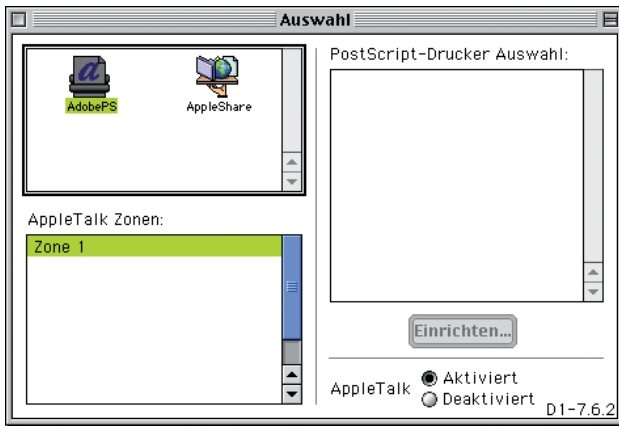 Auswahl
AdobePS
AppleShare
AppleTalk Zonen:
Zone 1
PostScript-Drucker Auswahl:
Einrichten...
AppleTalk
Aktiviert
Deaktiviert
D1-7.6.2